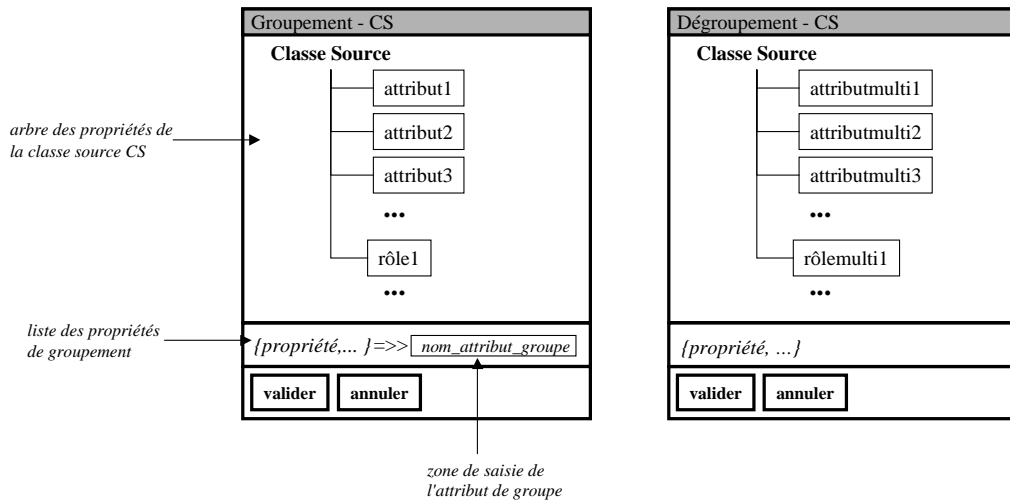 Groupement - CS
Classe Source
attribut1
attribut2
attribut3
...
rôle1
...
{propriété,... }=>> nom_attribut_groupe
valider annuler
arbre des propriétés de
la classe source CS
liste des propriétés
de groupement
zone de saisie de
l'attribut de groupe
Dégroupement - CS
Classe Source
attributmulti1
attributmulti2
attributmulti3
...
rôlemulti1
...
{propriété, ...}
valider annuler